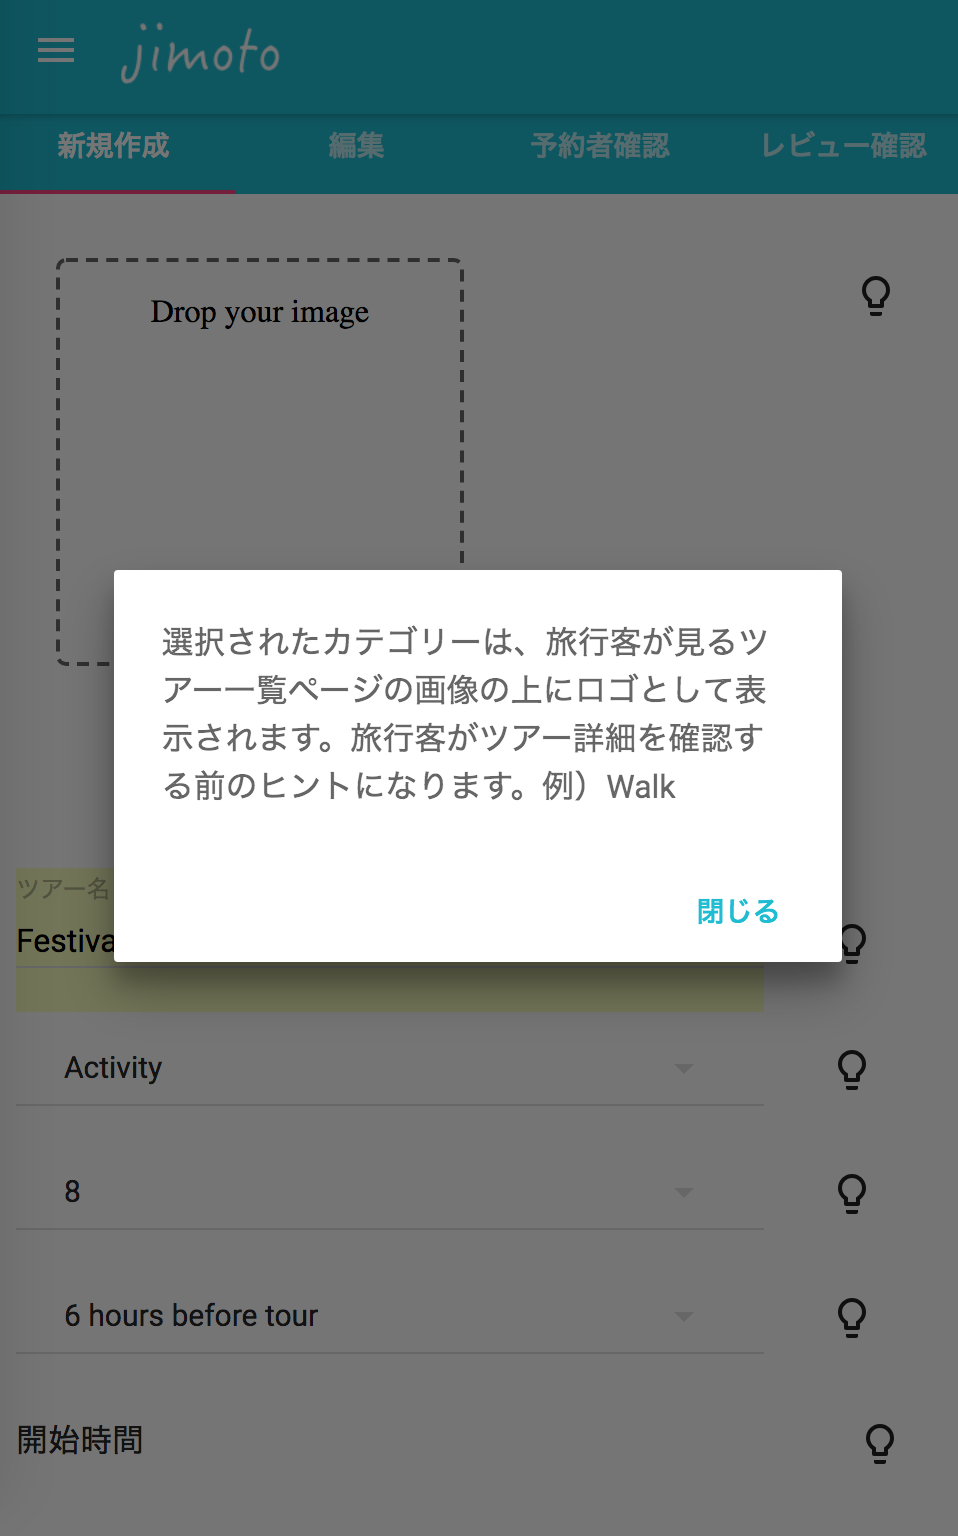 jimoto
新規作成 編集 予約者確認 レビュー確認
Drop your image
選択されたカテゴリーは、旅行客が見るツ
アー一覧ページの画像の上にロゴとして表
示されます。旅行客がツアー詳細を確認す
る前のヒントになります。例）Walk
閉じる
ツアー名
Festiva
Activity
8
6 hours before tour
開始時間